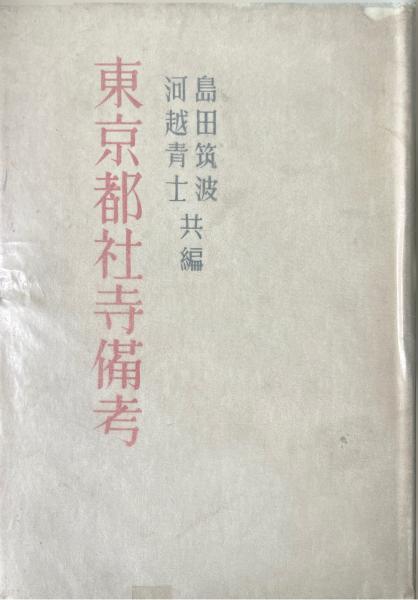 島田筑波
河越青士 共編
東京都社寺備考